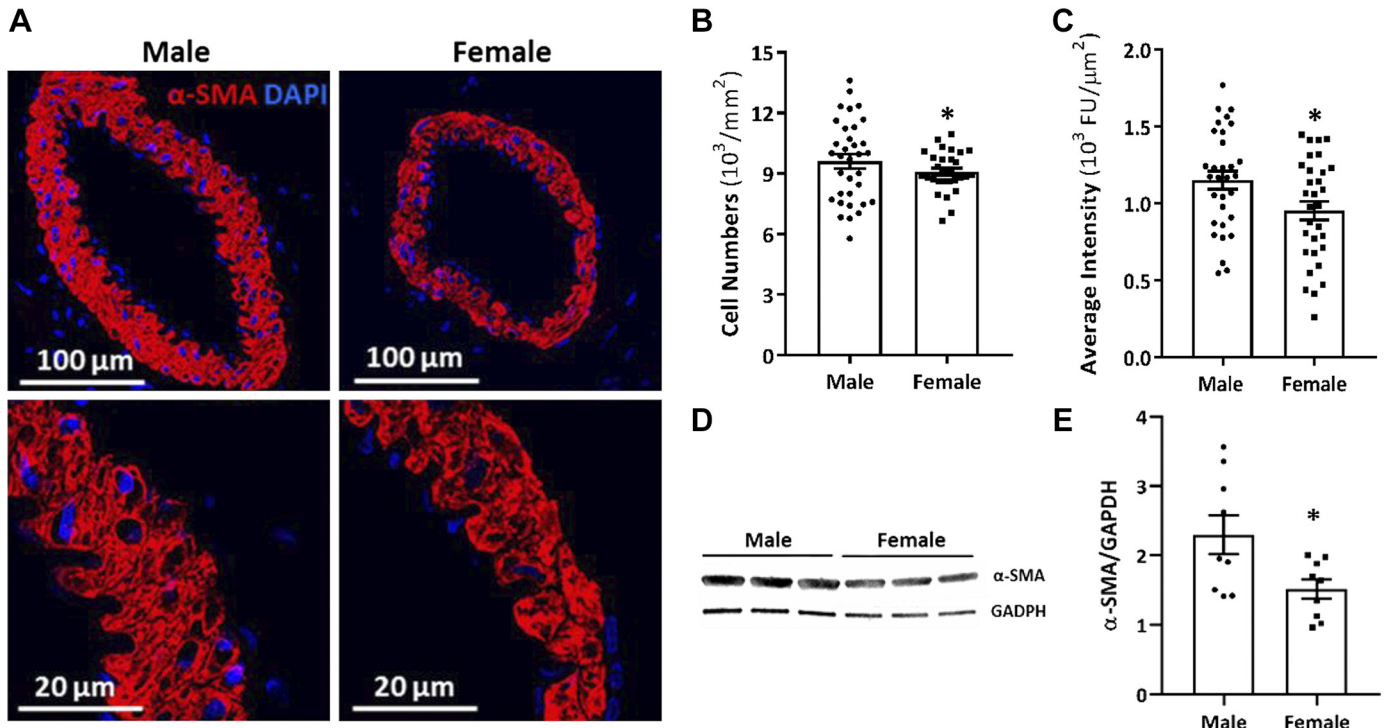 A
Male
Female
α-SMA DAPI
100 µm
100 µm
20 µm
20 µm
B
Cell Numbers (10³/mm²)
15
12
9
6
3
0
*
Male
Female
C
Average Intensity (10³ FU/µm²)
2.0
1.5
1.0
0.5
0.0
*
Male
Female
D
Male
Female
α-SMA
GADPH
E
α-SMA/GAPDH
4
3
2
1
0
*
Male
Female